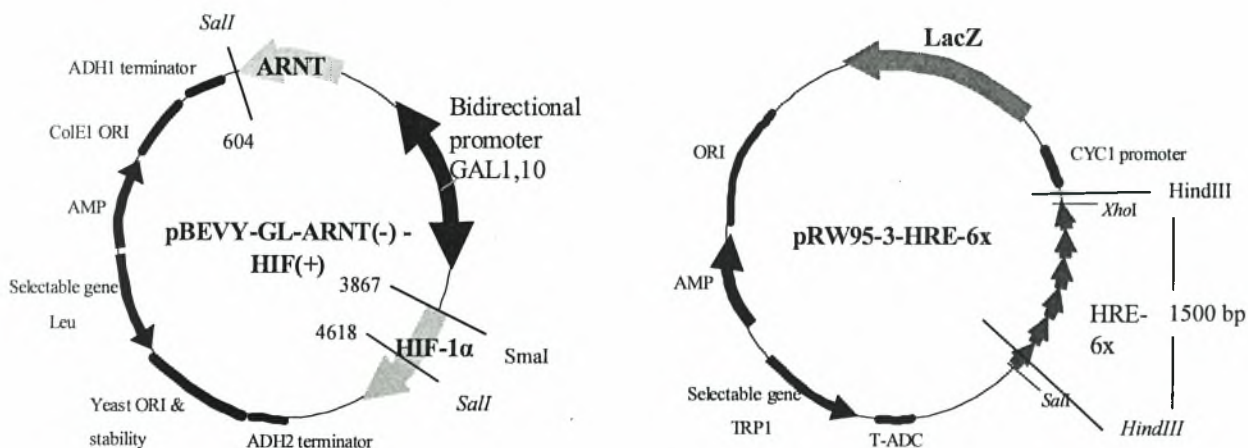 SalI
ADH1 terminator
ARNT
ColE1 ORI
604
Bidirectional
promoter
GAL1,10
AMP
pBEVY-GL-ARNT(-) -
HIF(+)
3867
Selectable gene
Leu
4618
HIF-1α
SmaI
SalI
Yeast ORI &
stability
ADH2 terminator
LacZ
ORI
CYC1 promoter
HindIII
XhoI
pRW95-3-HRE-6x
AMP
HRE-
6x
1500 bp
Selectable gene
TRP1
SalI
HindIII
T-ADC